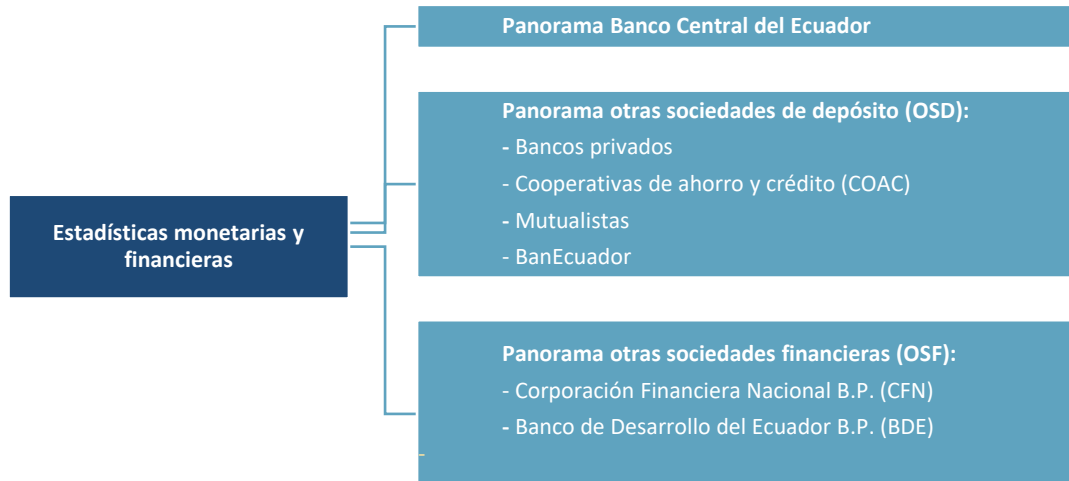 Estadísticas monetarias y
financieras
Panorama Banco Central del Ecuador
Panorama otras sociedades de depósito (OSD):
- Bancos privados
- Cooperativas de ahorro y crédito (COAC)
- Mutualistas
- BanEcuador
Panorama otras sociedades financieras (OSF):
- Corporación Financiera Nacional B.P. (CFN)
- Banco de Desarrollo del Ecuador B.P. (BDE)
-